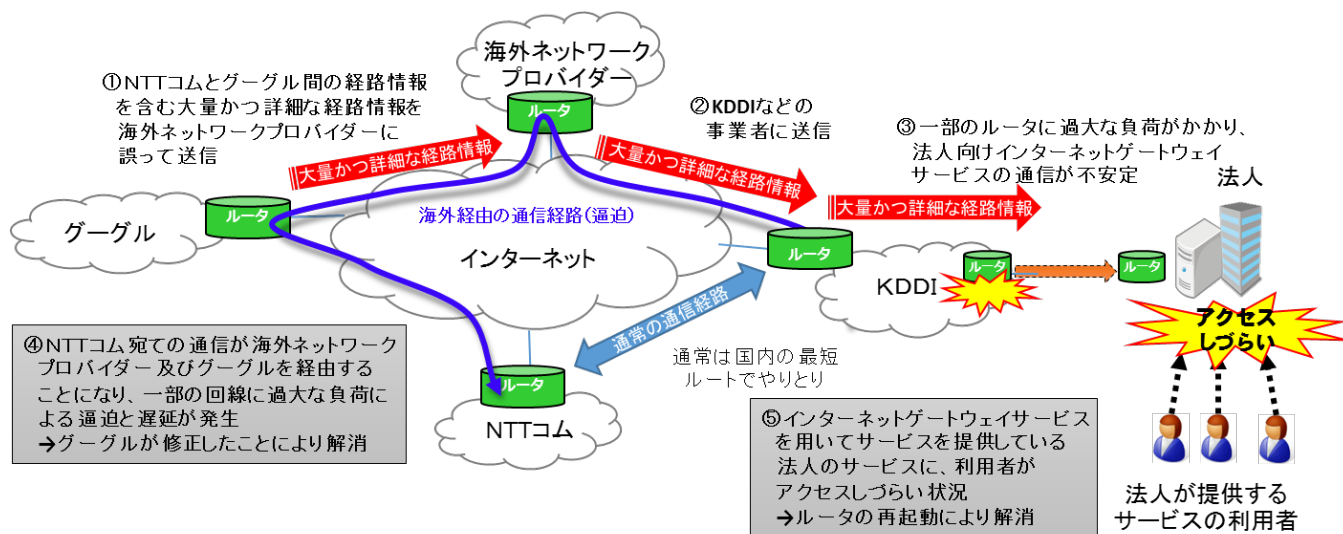 海外ネットワーク
プロバイダー
ルータ
①NTTコムとグーグル間の経路情報
を含む大量かつ詳細な経路情報を
海外ネットワークプロバイダーに
誤って送信
大量かつ詳細な経路情報
②KDDIなどの
事業者に送信
大量かつ詳細な経路情報
③一部のルータに過大な負荷がかかり、
法人向けインターネットゲートウェイ
サービスの通信が不安定
大量かつ詳細な経路情報
法人
グーグル
ルータ
海外経由の通信経路(逼迫)
インターネット
ルータ
KDDI
ルータ
ルータ
アクセス
しづらい
通常の通信経路
通常は国内の最短
ルートでやりとり
ルータ
NTTコム
④NTTコム宛ての通信が海外ネットワーク
プロバイダー及びグーグルを経由する
ことになり、一部の回線に過大な負荷に
よる逼迫と遅延が発生
→グーグルが修正したことにより解消
⑤インターネットゲートウェイサービス
を用いてサービスを提供している
法人のサービスに、利用者が
アクセスしづらい状況
→ルータの再起動により解消
法人が提供する
サービスの利用者